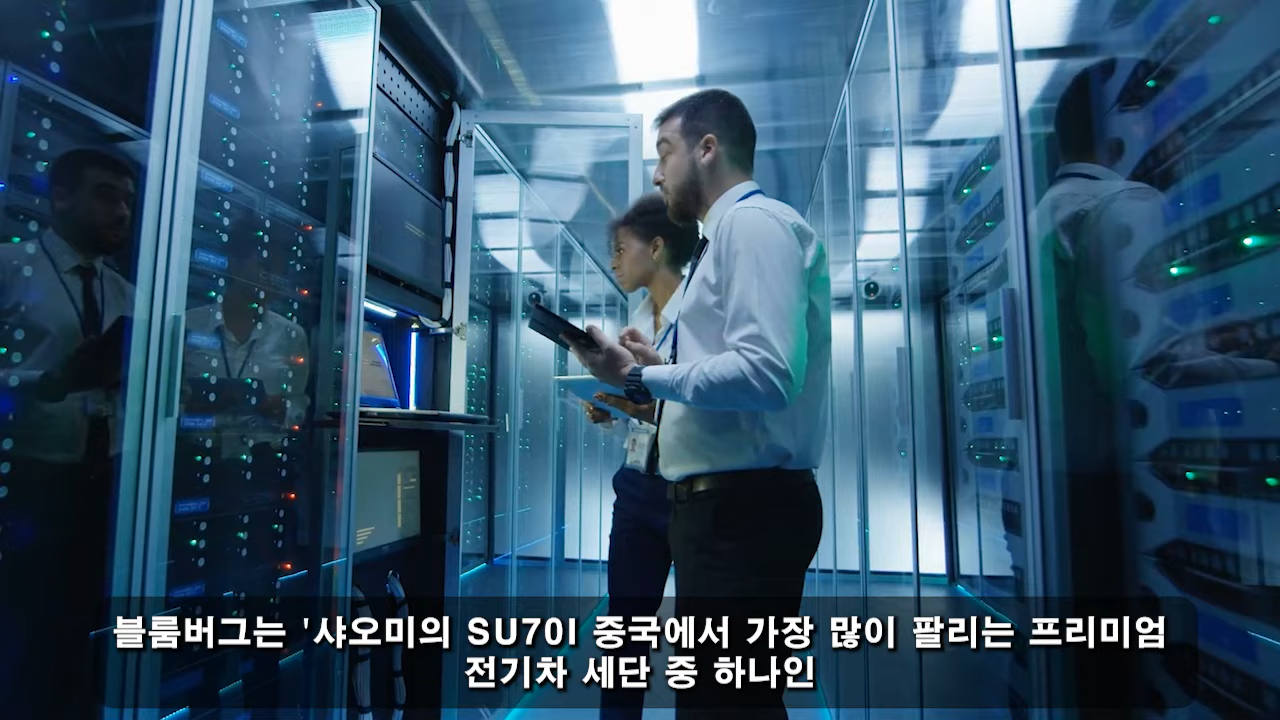 블룸버그는 '샤오미의 SU7이 중국에서 가장 많이 팔리는 프리미엄
전기차 세단 중 하나인